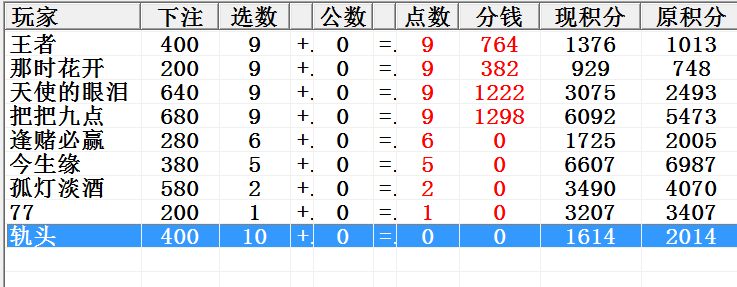 玩家 下注 选数 公数 点数 分钱 现积分 原积分
王者 400 9 +. 0 =. 9 764 1376 1013
那时花开 200 9 +. 0 =. 9 382 929 748
天使的眼泪 640 9 +. 0 =. 9 1222 3075 2493
把把九点 680 9 +. 0 =. 9 1298 6092 5473
逢赌必赢 280 6 +. 0 =. 6 0 1725 2005
今生缘 380 5 +. 0 =. 5 0 6607 6987
孤灯淡酒 580 2 +. 0 =. 2 0 3490 4070
77 200 1 +. 0 =. 1 0 3207 3407
轨头 400 10 +. 0 =. 0 0 1614 2014